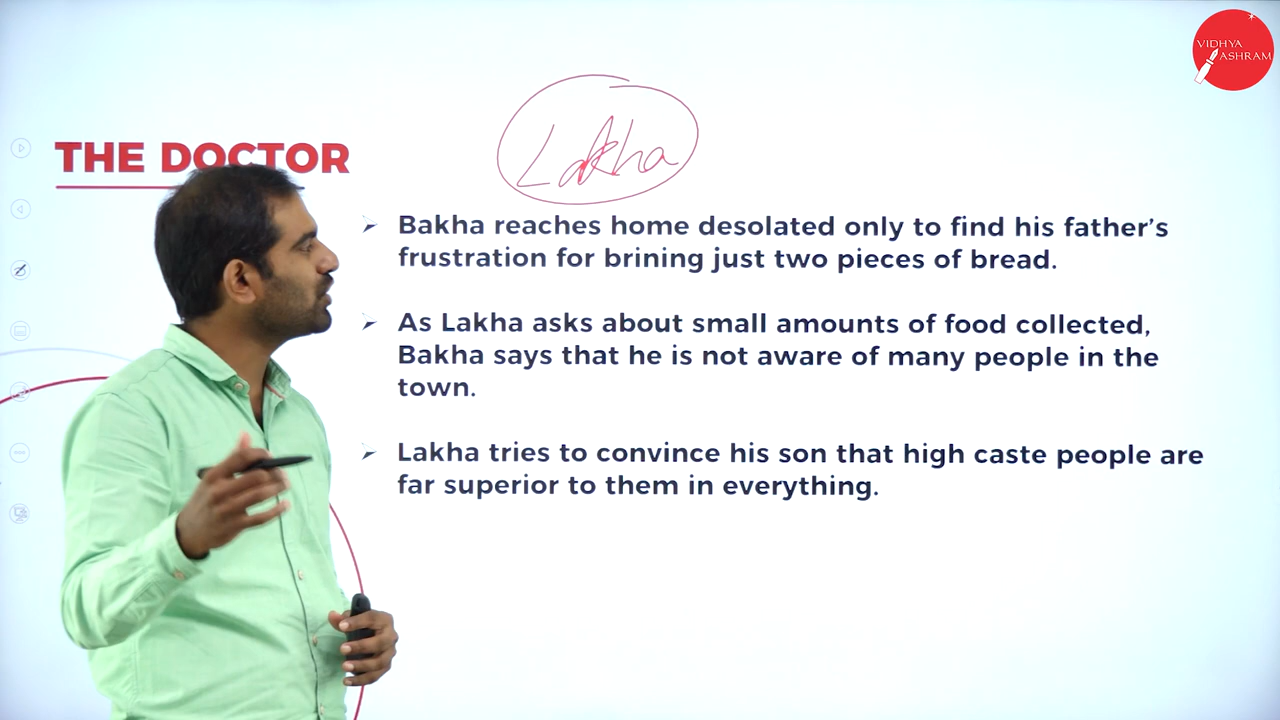 VIDHYA
ASHRAM
Lakha
THE DOCTOR
Bakha reaches home desolated only to find his father's
frustration for brining just two pieces of bread.
As Lakha asks about small amounts of food collected,
Bakha says that he is not aware of many people in the
town.
Lakha tries to convince his son that high caste people are
far superior to them in everything.